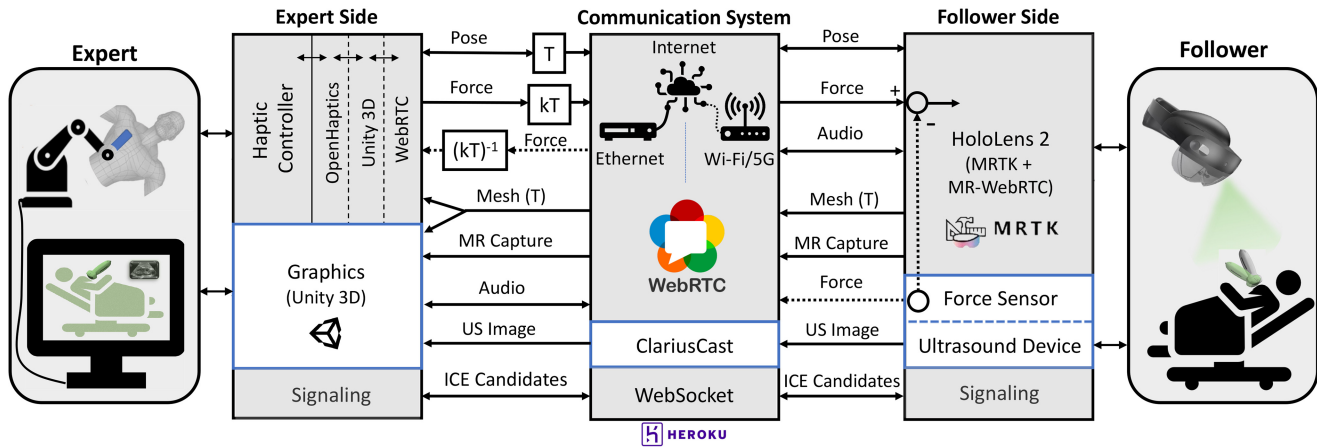 Expert Side
Communication System
Follower Side
Expert
Follower
Haptic
Controller
OpenHaptics
Unity 3D
WebRTC
Pose
T
Force
kT
(kT)-1
Force
Mesh (T)
MR Capture
Audio
US Image
ICE Candidates
Graphics
(Unity 3D)
Signaling
Internet
Ethernet
Wi-Fi/5G
WebRTC
ClariusCast
WebSocket
HEROKU
Pose
Force
+
-
Audio
Mesh (T)
MR Capture
Force
US Image
ICE Candidates
HoloLens 2
(MRTK +
MR-WebRTC)
MRTK
Force Sensor
Ultrasound Device
Signaling